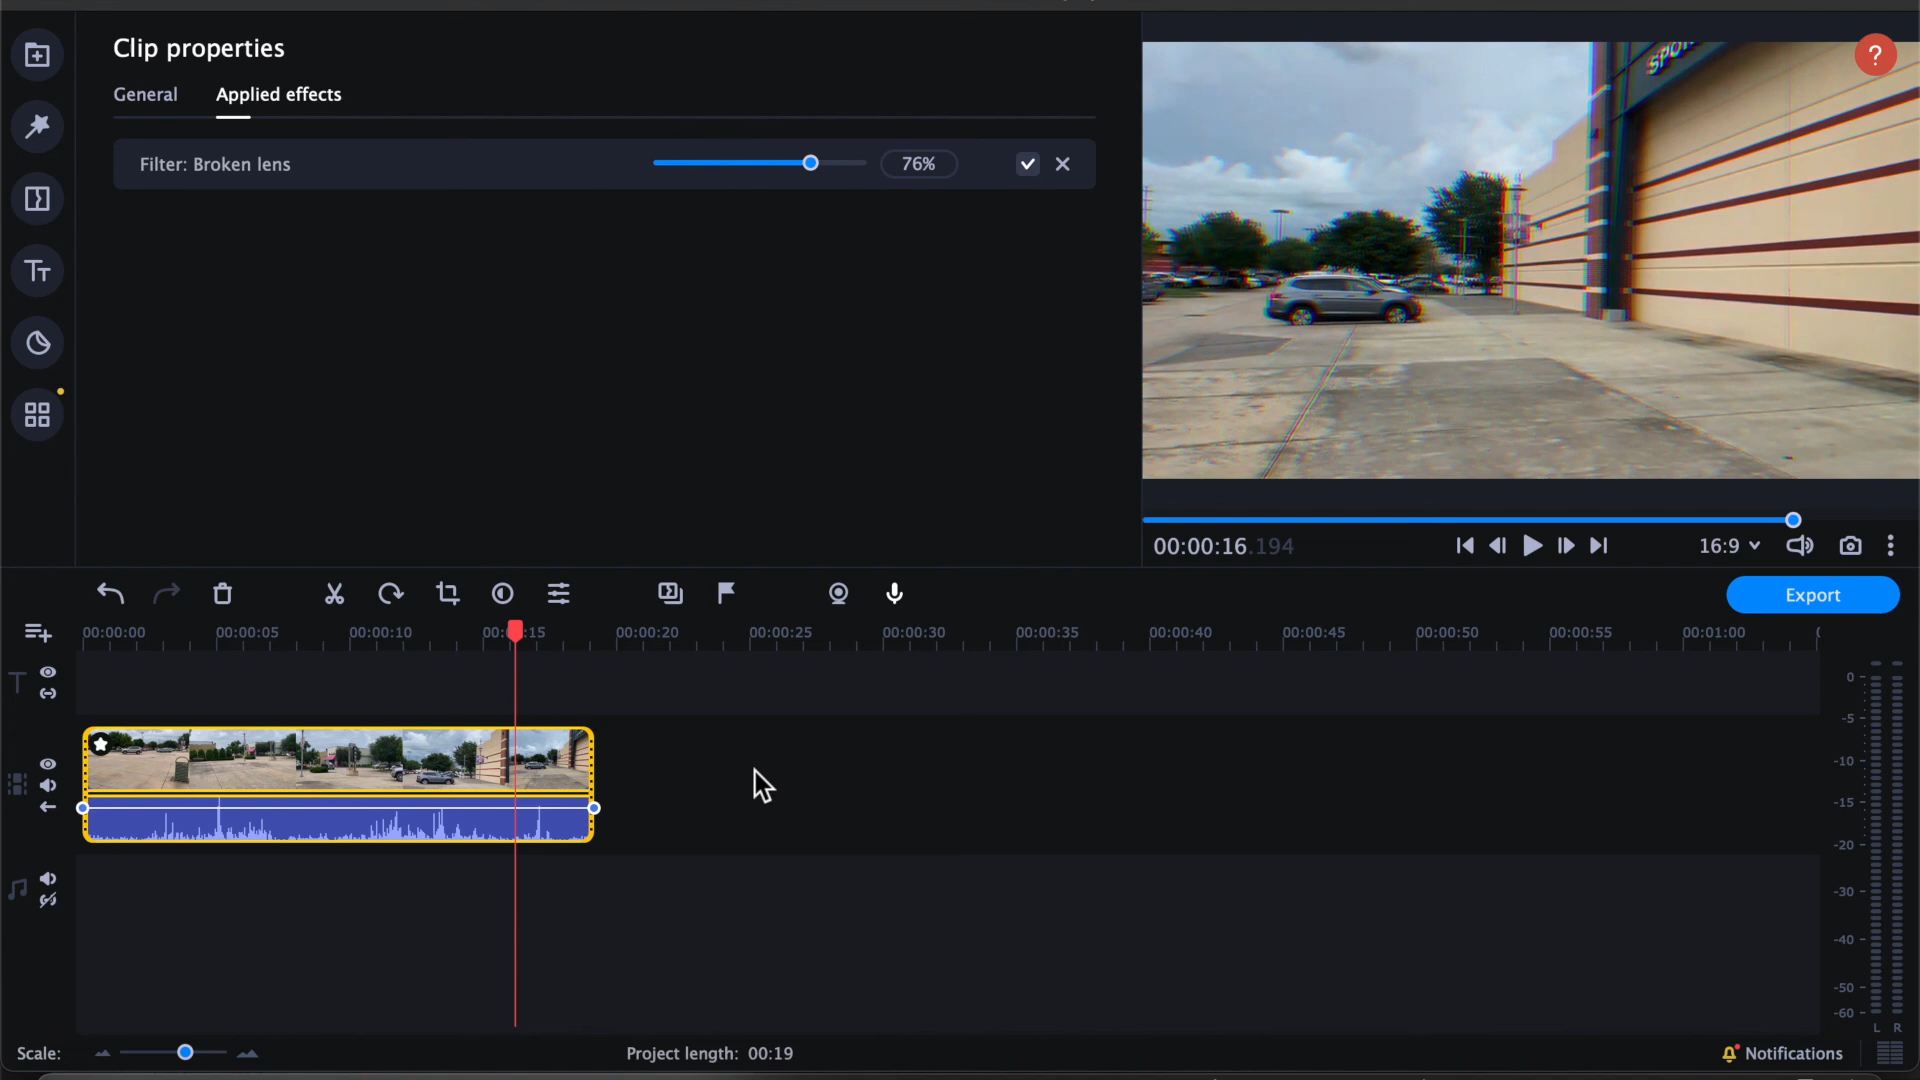 Clip properties
General
Applied effects
Filter: Broken lens
76%
?
00:00:16.194
16:9
Export
00:00:00
00:00:05
00:00:10
00:00:20
00:00:25
00:00:30
00:00:35
00:00:40
00:00:45
00:00:50
00:00:55
00:01:00
0
-5
-10
-15
-20
-30
-40
-50
-60
L R
Scale:
Project length: 00:19
Notifications